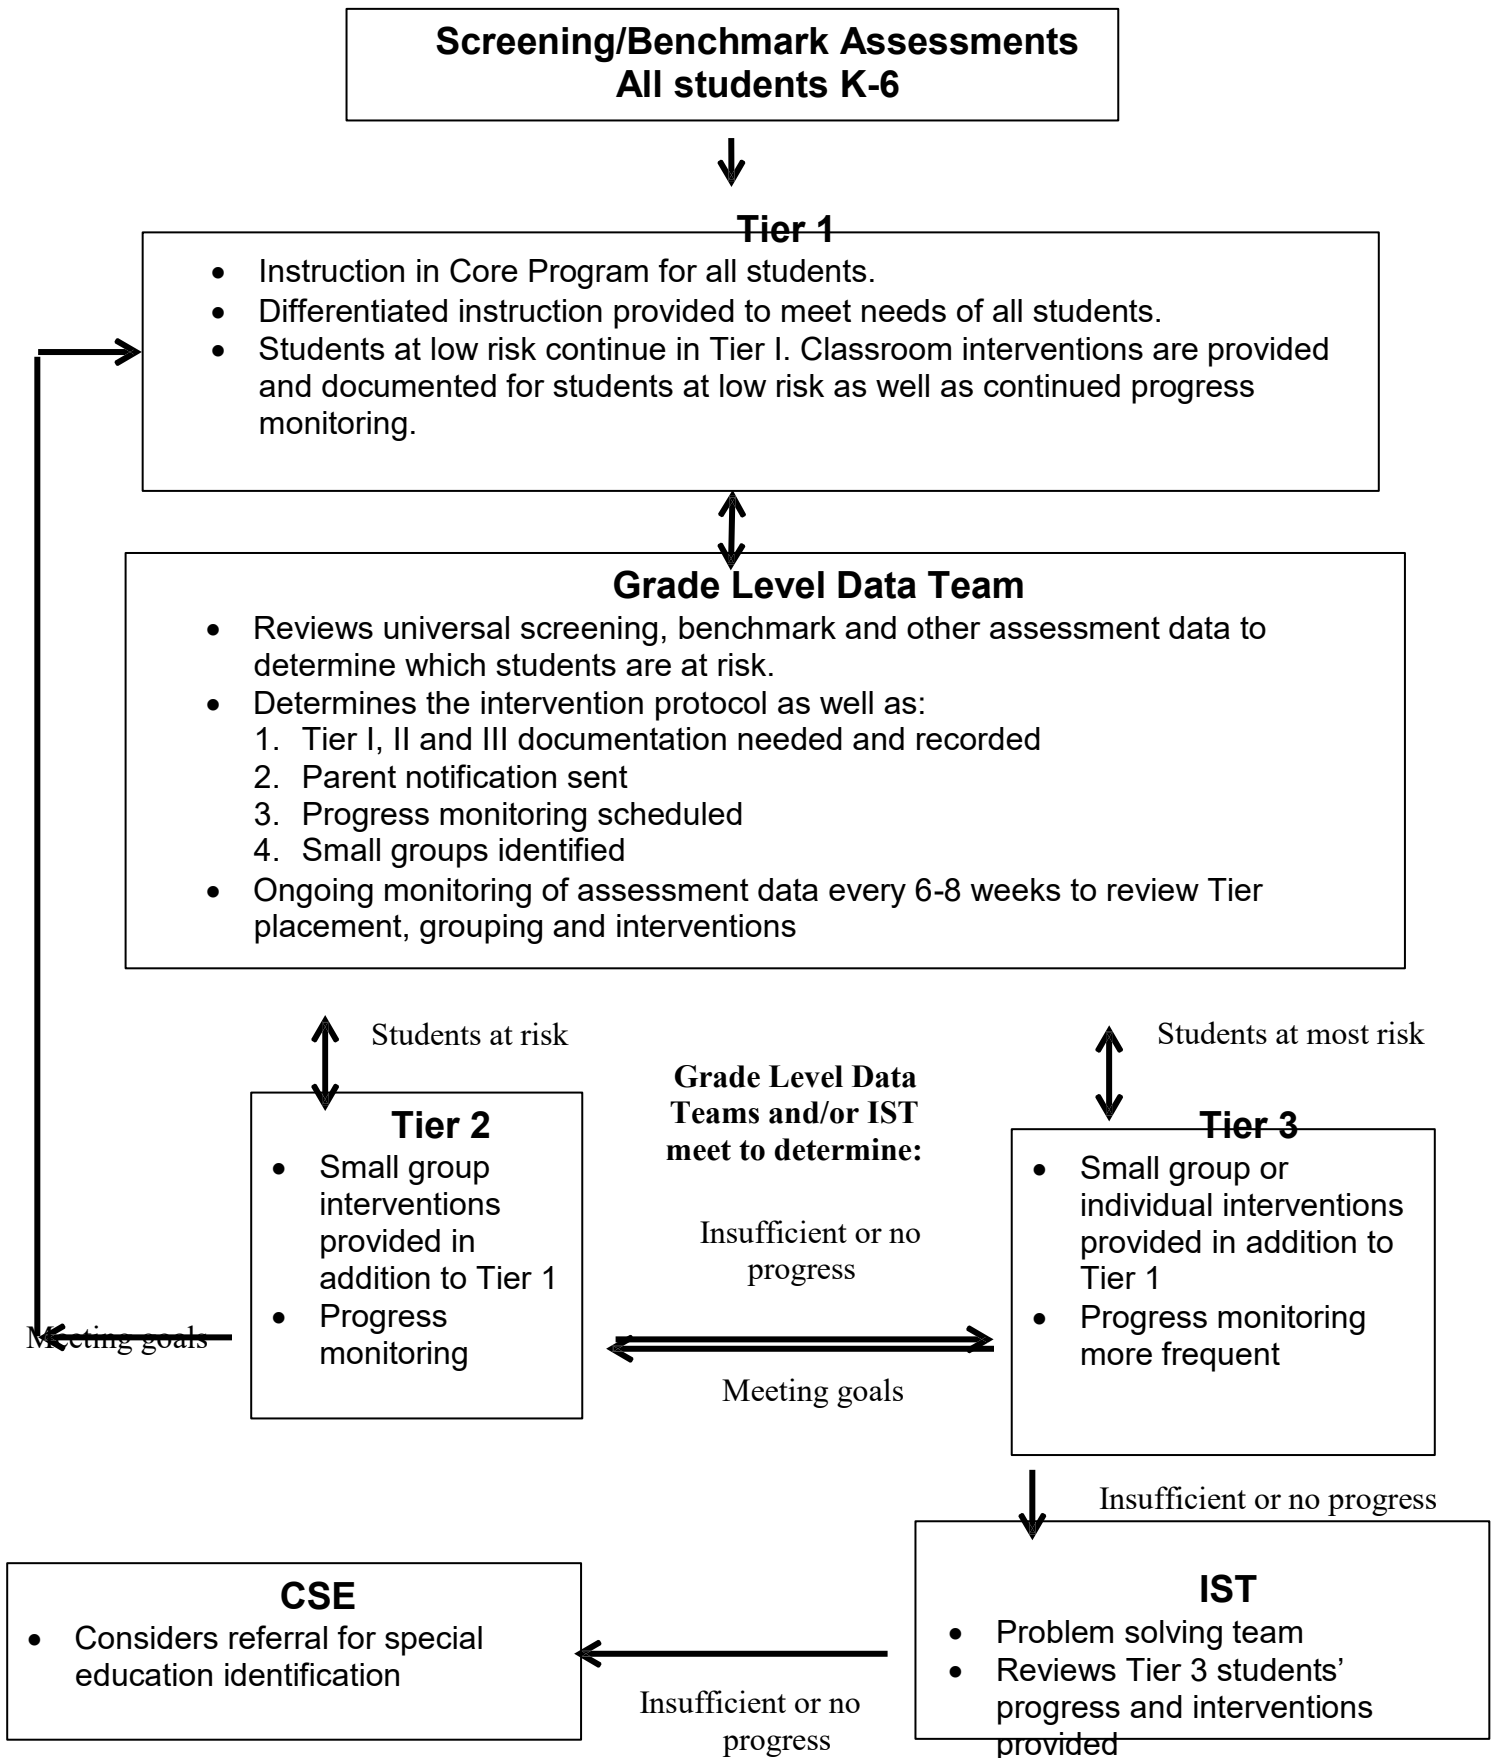 Screening/Benchmark Assessments
All students K-6
Tier 1
• Instruction in Core Program for all students.
• Differentiated instruction provided to meet needs of all students.
• Students at low risk continue in Tier I. Classroom interventions are provided
and documented for students at low risk as well as continued progress
monitoring.
Grade Level Data Team
• Reviews universal screening, benchmark and other assessment data to
determine which students are at risk.
• Determines the intervention protocol as well as:
1. Tier I, II and III documentation needed and recorded
2. Parent notification sent
3. Progress monitoring scheduled
4. Small groups identified
• Ongoing monitoring of assessment data every 6-8 weeks to review Tier
placement, grouping and interventions
Students at risk
Students at most risk
Grade Level Data
Teams and/or IST
meet to determine:
Tier 2
• Small group
interventions
provided in
addition to Tier 1
• Progress
monitoring
Tier 3
• Small group or
individual interventions
provided in addition to
Tier 1
• Progress monitoring
more frequent
Insufficient or no
progress
Meeting goals
Meeting goals
Insufficient or no progress
CSE
• Considers referral for special
education identification
IST
• Problem solving team
• Reviews Tier 3 students’
progress and interventions
provided
Insufficient or no
progress